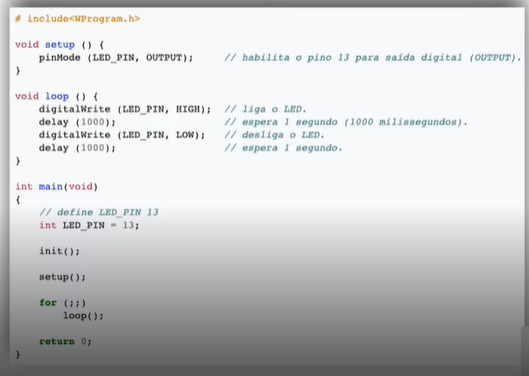 # include<WProgram.h>
void setup () {
pinMode (LED_PIN, OUTPUT); // habilita o pino 13 para saída digital (OUTPUT).
}
void loop () {
digitalWrite (LED_PIN, HIGH); // liga o LED.
delay (1000); // espera 1 segundo (1000 milissegundos).
digitalWrite (LED_PIN, LOW); // desliga o LED.
delay (1000); // espera 1 segundo.
}
int main(void)
{
// define LED_PIN 13
int LED_PIN = 13;
init();
setup();
for (;;)
loop();
return 0;
}